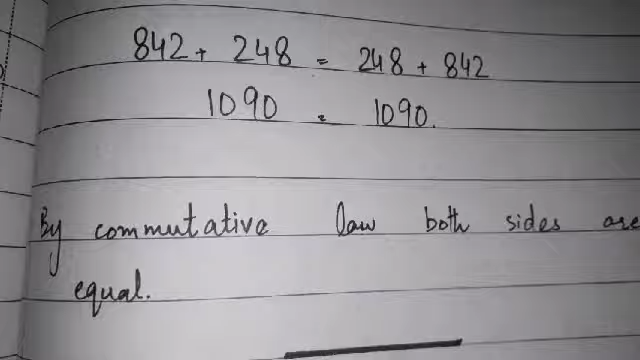 842 + 248 = 248 + 842
1090 = 1090.
By commutative law both sides are
equal.